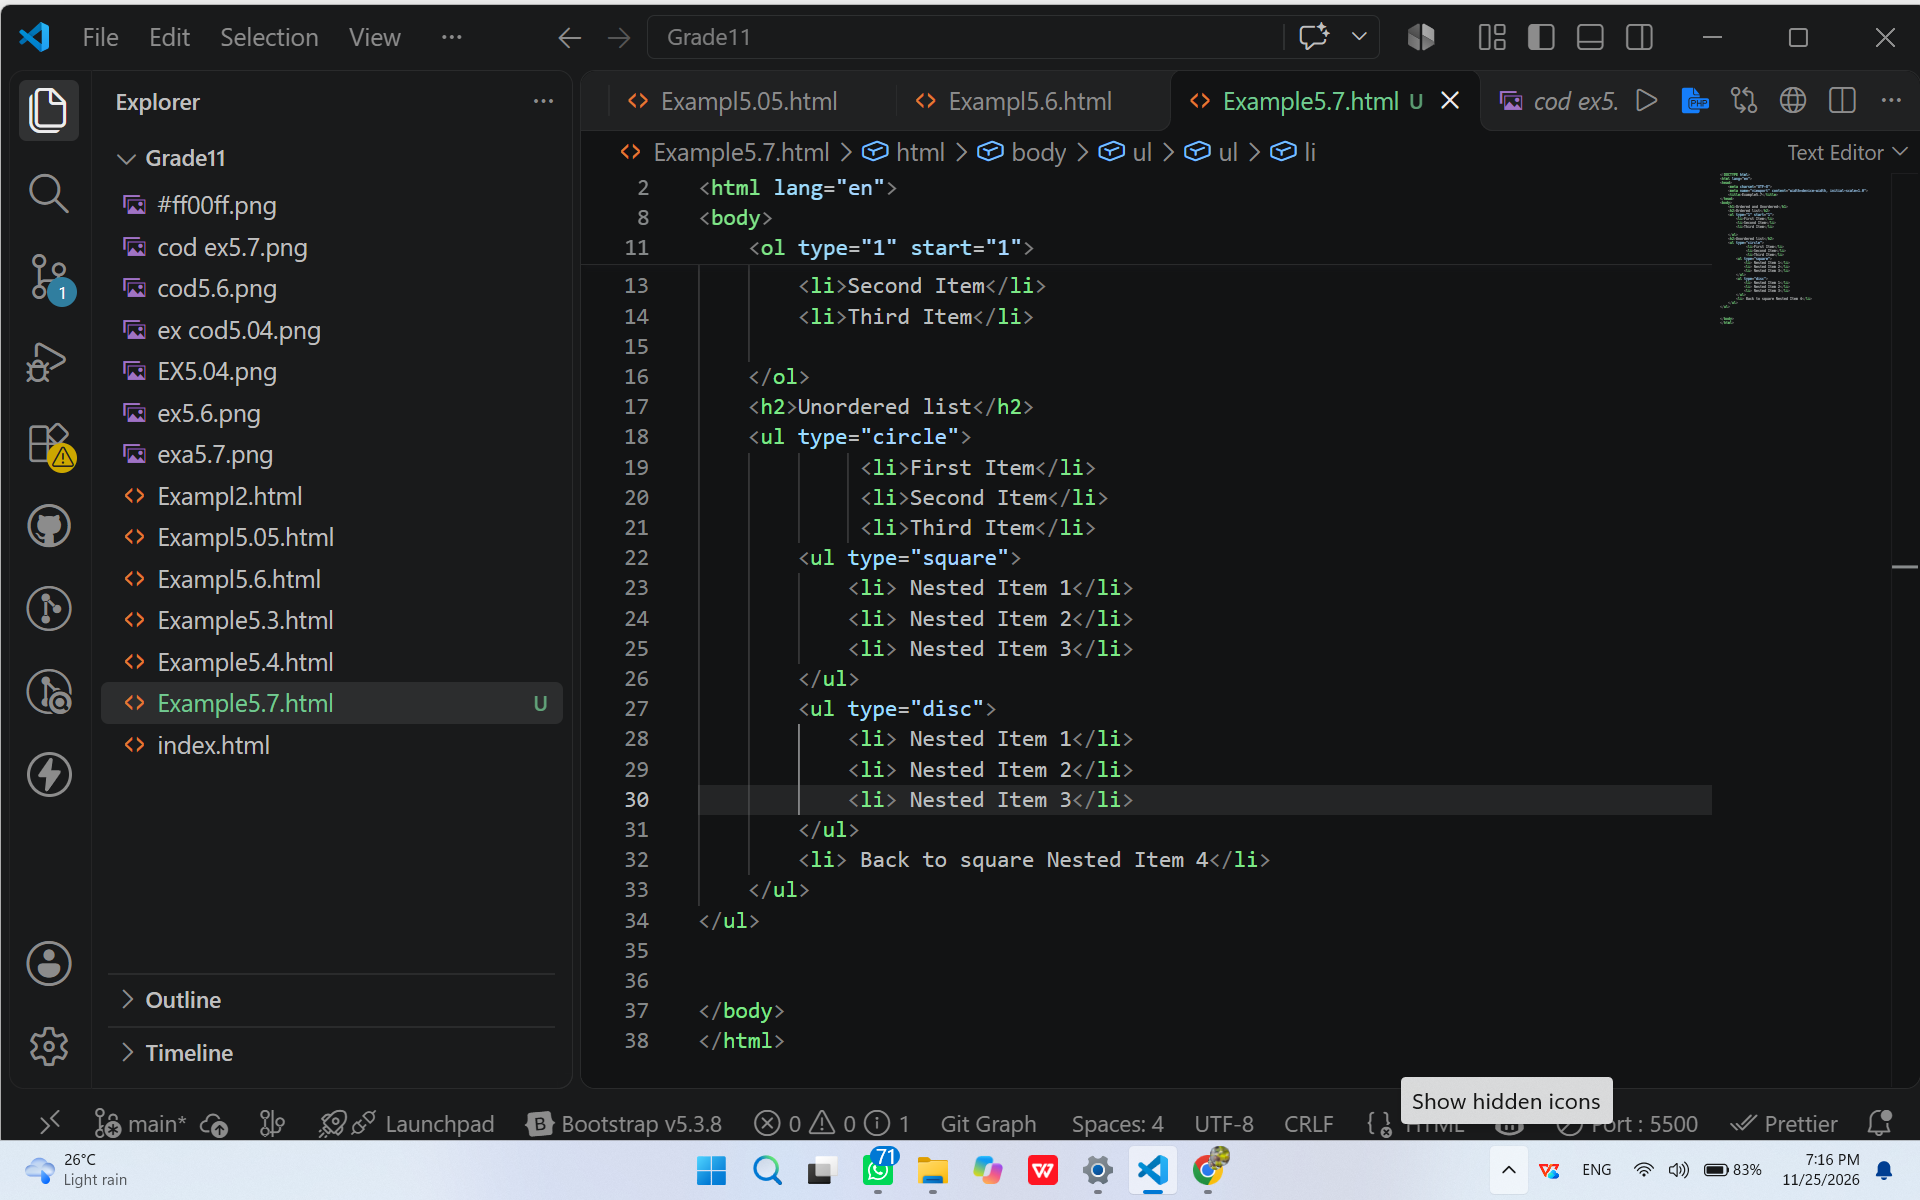 File Edit Selection View ··· Grade11
Explorer ···
Grade11
#ff00ff.png
cod ex5.7.png
cod5.6.png
ex cod5.04.png
EX5.04.png
ex5.6.png
exa5.7.png
Exampl2.html
Exampl5.05.html
Exampl5.6.html
Example5.3.html
Example5.4.html
Example5.7.html U
index.html
Outline
Timeline
1
Exampl5.05.html Exampl5.6.html Example5.7.html U cod ex5. PHP ···
Example5.7.html > html > body > ul > ul > li Text Editor
2 <html lang="en">
8 <body>
11 <ol type="1" start="1">
13 <li>Second Item</li>
14 <li>Third Item</li>
15
16 </ol>
17 <h2>Unordered list</h2>
18 <ul type="circle">
19 <li>First Item</li>
20 <li>Second Item</li>
21 <li>Third Item</li>
22 <ul type="square">
23 <li> Nested Item 1</li>
24 <li> Nested Item 2</li>
25 <li> Nested Item 3</li>
26 </ul>
27 <ul type="disc">
28 <li> Nested Item 1</li>
29 <li> Nested Item 2</li>
30 <li> Nested Item 3</li>
31 </ul>
32 <li> Back to square Nested Item 4</li>
33 </ul>
34 </ul>
35
36
37 </body>
38 </html>
Show hidden icons
main* Launchpad B Bootstrap v5.3.8 0 0 1 Git Graph Spaces: 4 UTF-8 CRLF HTML Port : 5500 Prettier
26°C
Light rain
71
ENG 83% 7:16 PM
11/25/2026